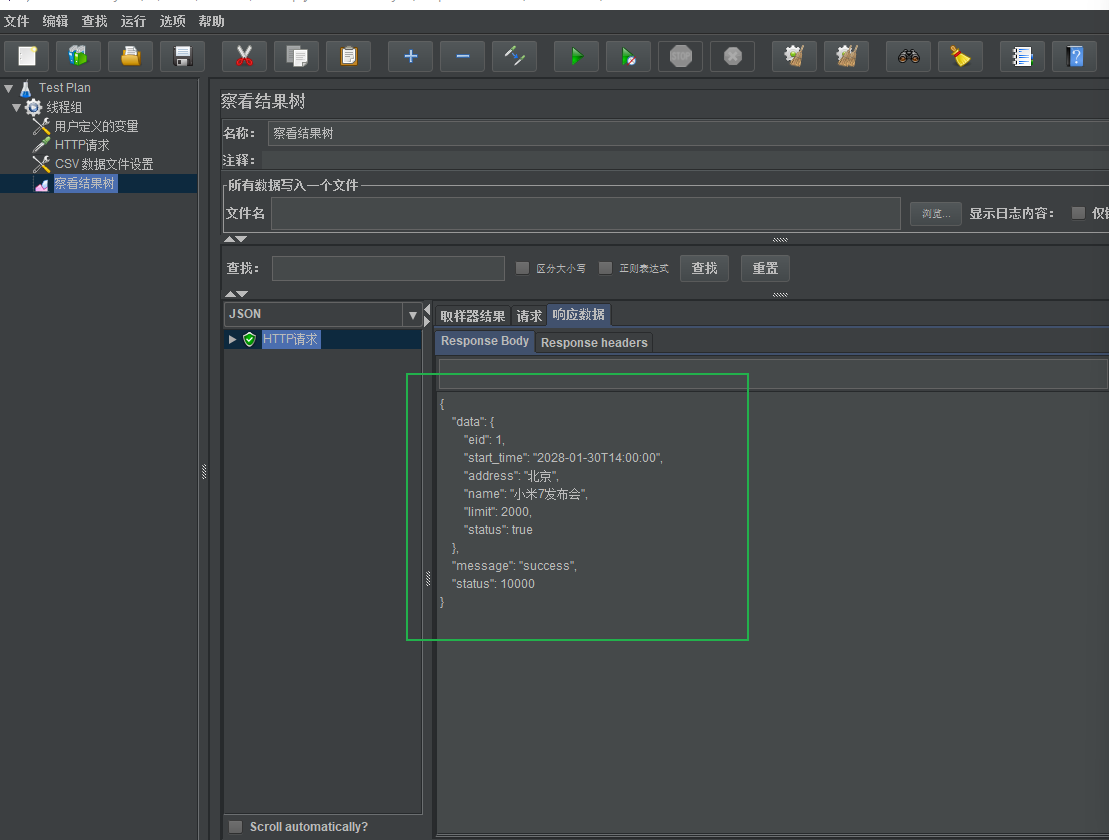 文件 编辑 查找 运行 选项 帮助
STOP
Test Plan
线程组
用户定义的变量
HTTP请求
CSV 数据文件设置
察看结果树
察看结果树
名称： 察看结果树
注释：
所有数据写入一个文件
文件名 浏览... 显示日志内容：
查找： 区分大小写 正则表达式 查找 重置
JSON
HTTP请求
取样器结果 请求 响应数据
Response Body Response headers
{
"data": {
"eid": 1,
"start_time": "2028-01-30T14:00:00",
"address": "北京",
"name": "小米7发布会",
"limit": 2000,
"status": true
},
"message": "success",
"status": 10000
}
Scroll automatically?